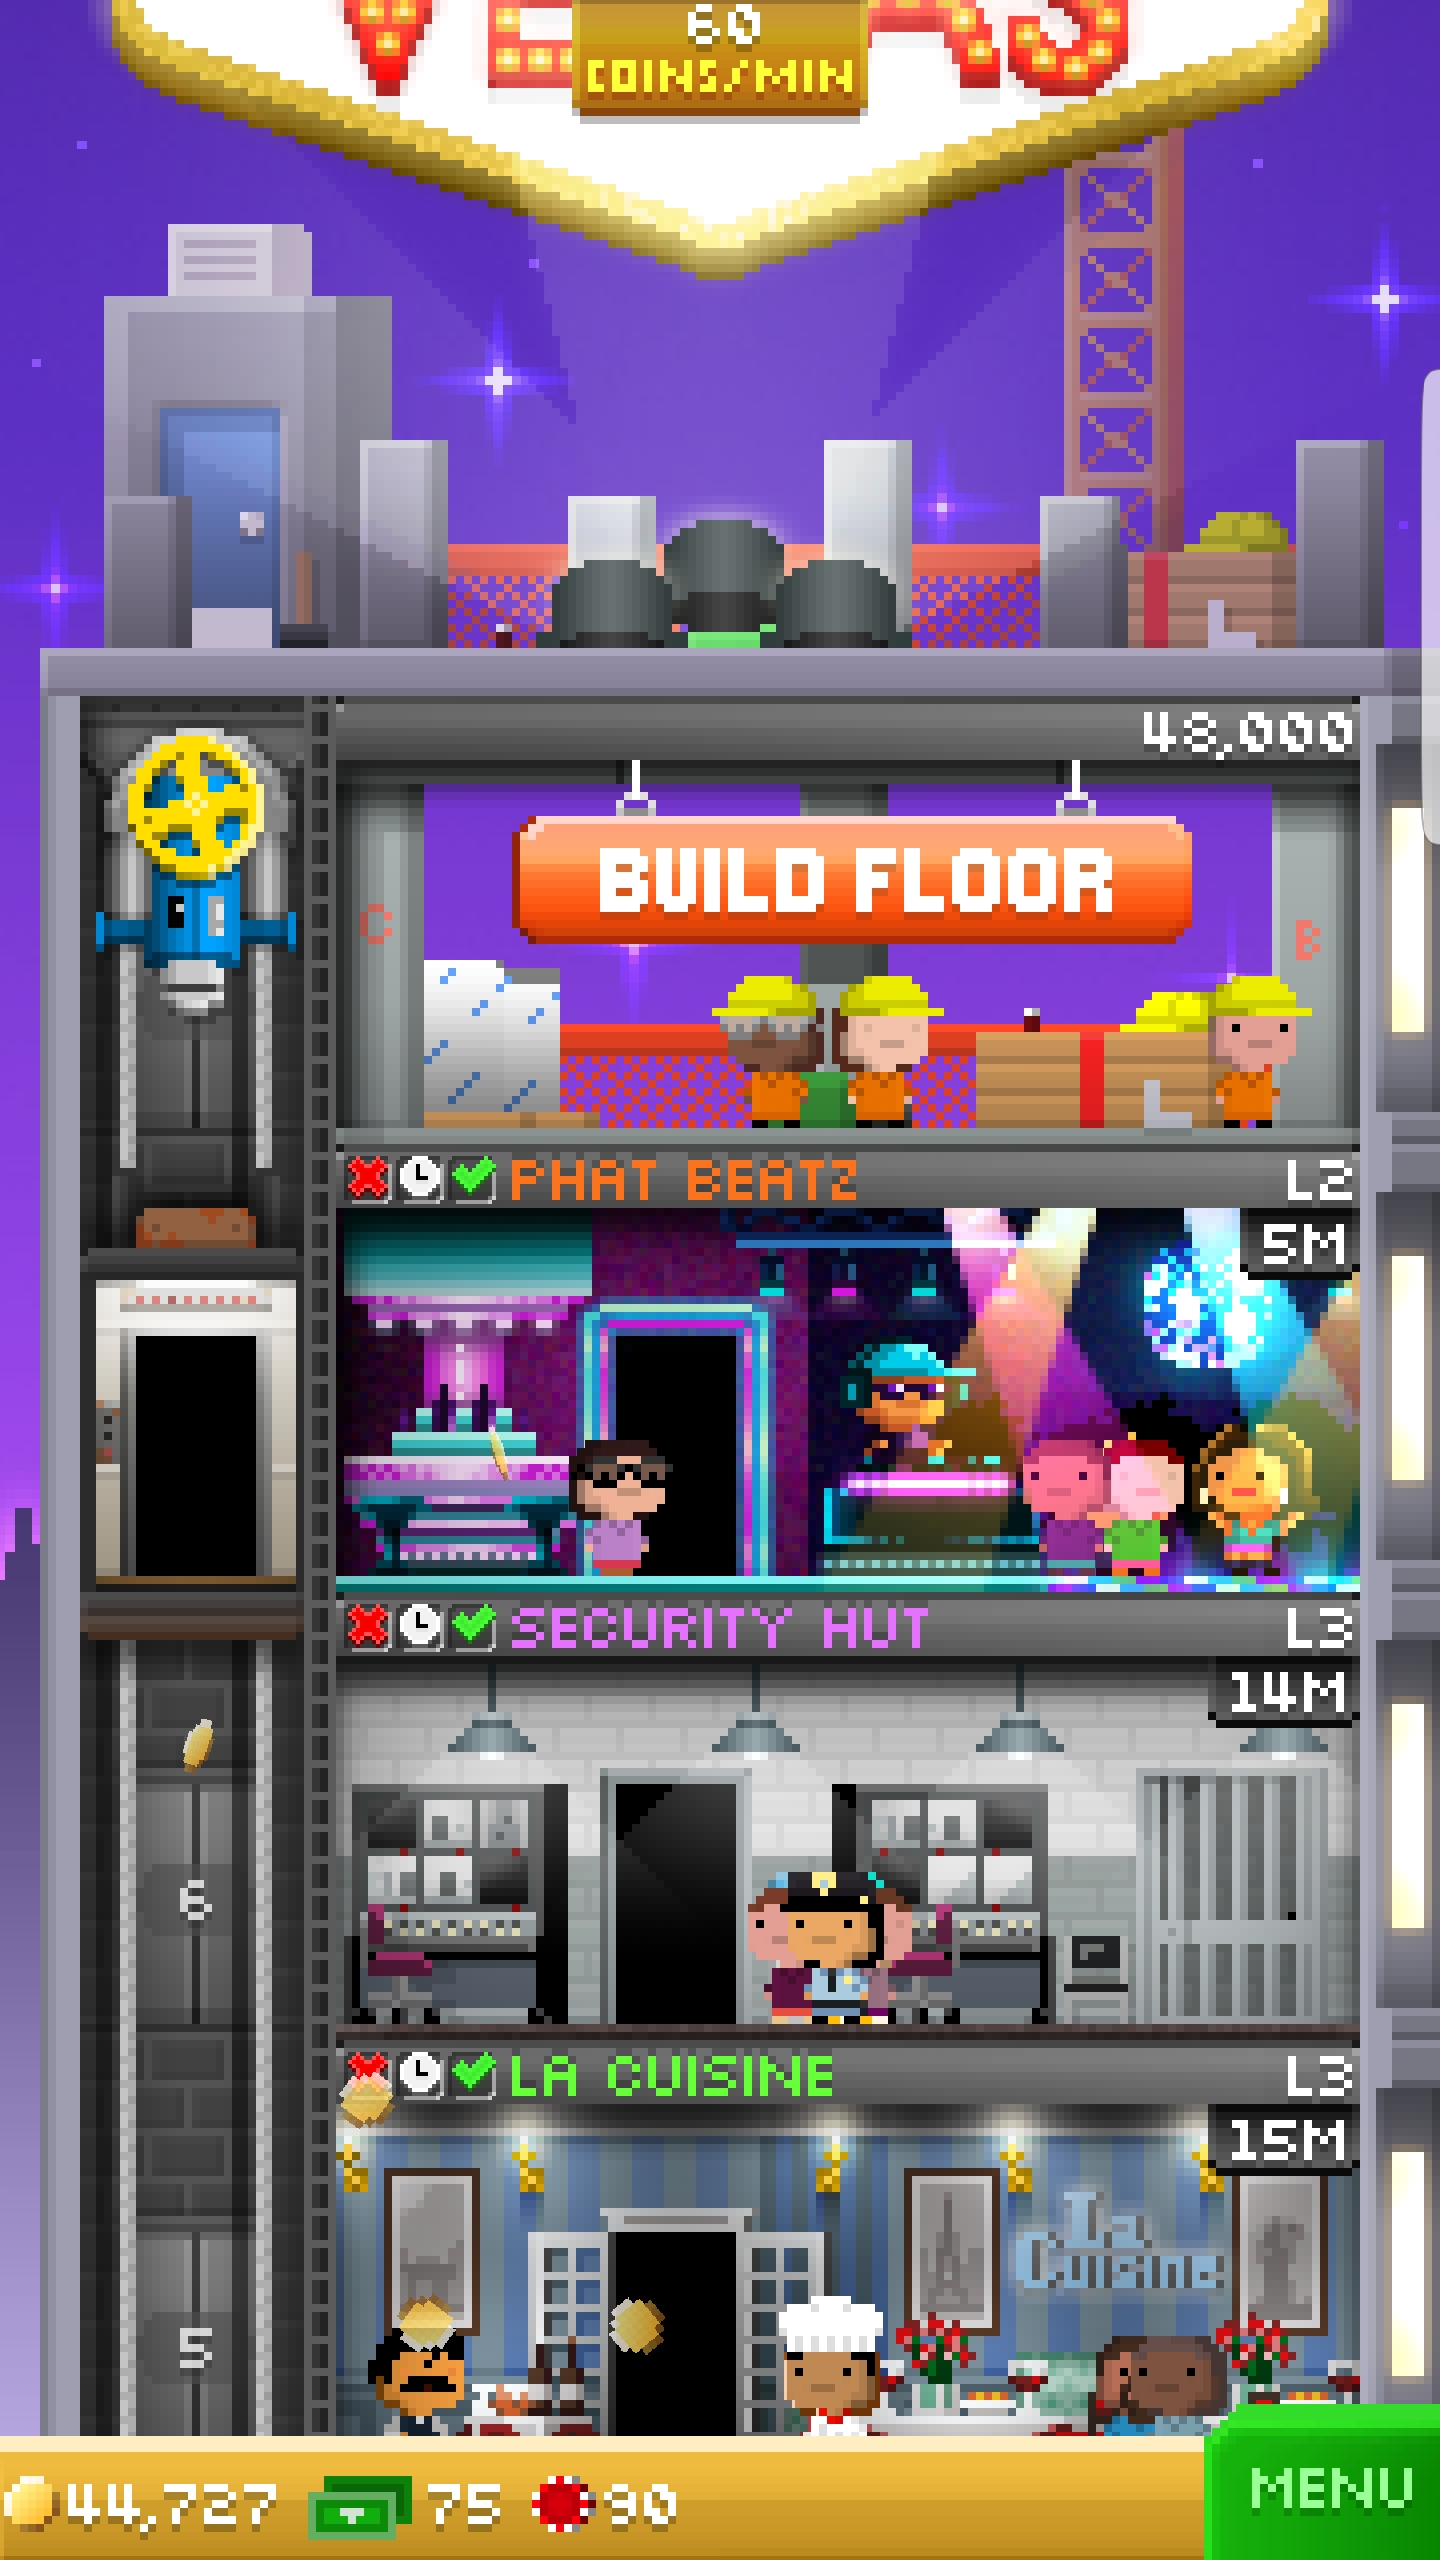 60
COINS/MIN
48,000
BUILD FLOOR
C
B
PHAT BEATZ
L2
5M
SECURITY HUT
L3
14M
6
LA CUISINE
L3
15M
La
Cuisine
5
44,727 75 90
MENU